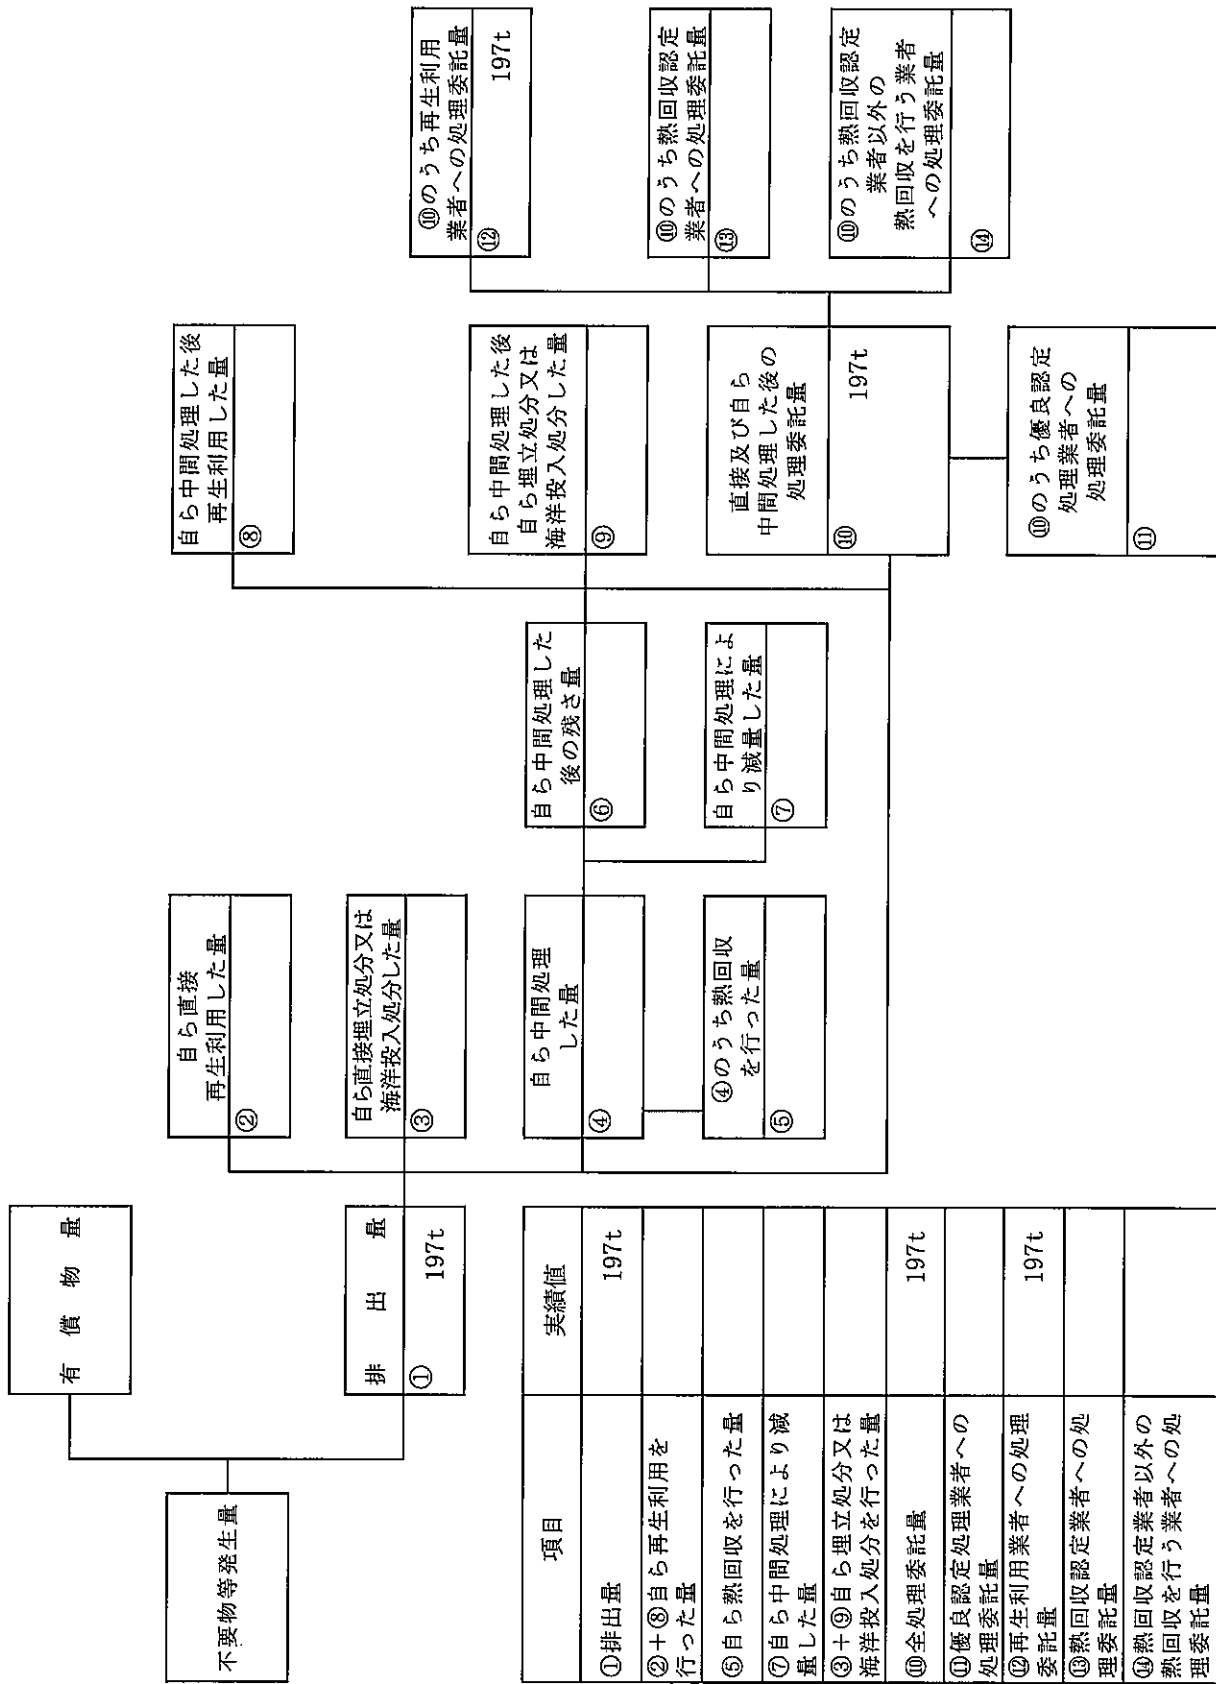 不要物等発生量
有償物量
排出量
① 197t
自ら直接
再生利用した量
②
自ら直接埋立処分又は
海洋投入処分した量
③
自ら中間処理
した量
④
④のうち熱回収
を行った量
⑤
自ら中間処理した
後の残さ量
⑥
自ら中間処理によ
り減量した量
⑦
自ら中間処理した後
再生利用した量
⑧
自ら中間処理した後
自ら埋立処分又は
海洋投入処分した量
⑨
直接及び自ら
中間処理した後の
処理委託量
⑩ 197t
⑩のうち優良認定
処理業者への
処理委託量
⑪
⑩のうち再生利用
業者への処理委託量
⑫ 197t
⑩のうち熱回収認定
業者への処理委託量
⑬
⑩のうち熱回収認定
業者以外の
熱回収を行う業者
への処理委託量
⑭
項目 実績値
①排出量 197t
②+⑧自ら再生利用を
行った量
⑤自ら熱回収を行った量
⑦自ら中間処理により減
量した量
③+⑨自ら埋立処分又は
海洋投入処分を行った量
⑩全処理委託量 197t
⑪優良認定処理業者への
処理委託量
⑫再生利用業者への処理
委託量 197t
⑬熱回収認定業者への処
理委託量
⑭熱回収認定業者以外の
熱回収を行う業者への処
理委託量